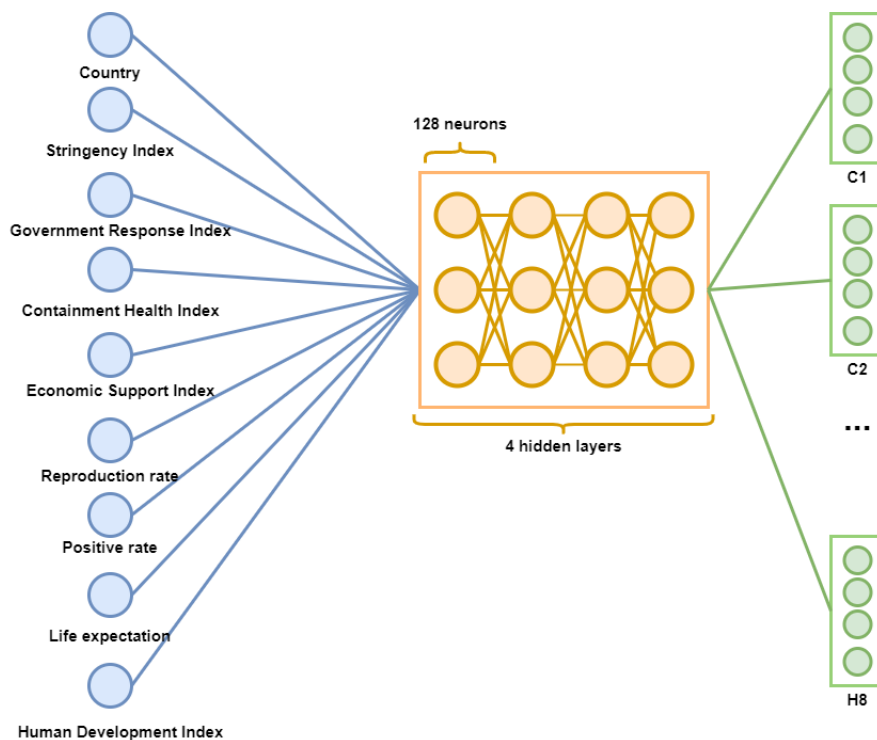 Country
Stringency Index
Government Response Index
Containment Health Index
Economic Support Index
Reproduction rate
Positive rate
Life expectation
Human Development Index
128 neurons
4 hidden layers
C1
C2
...
H8